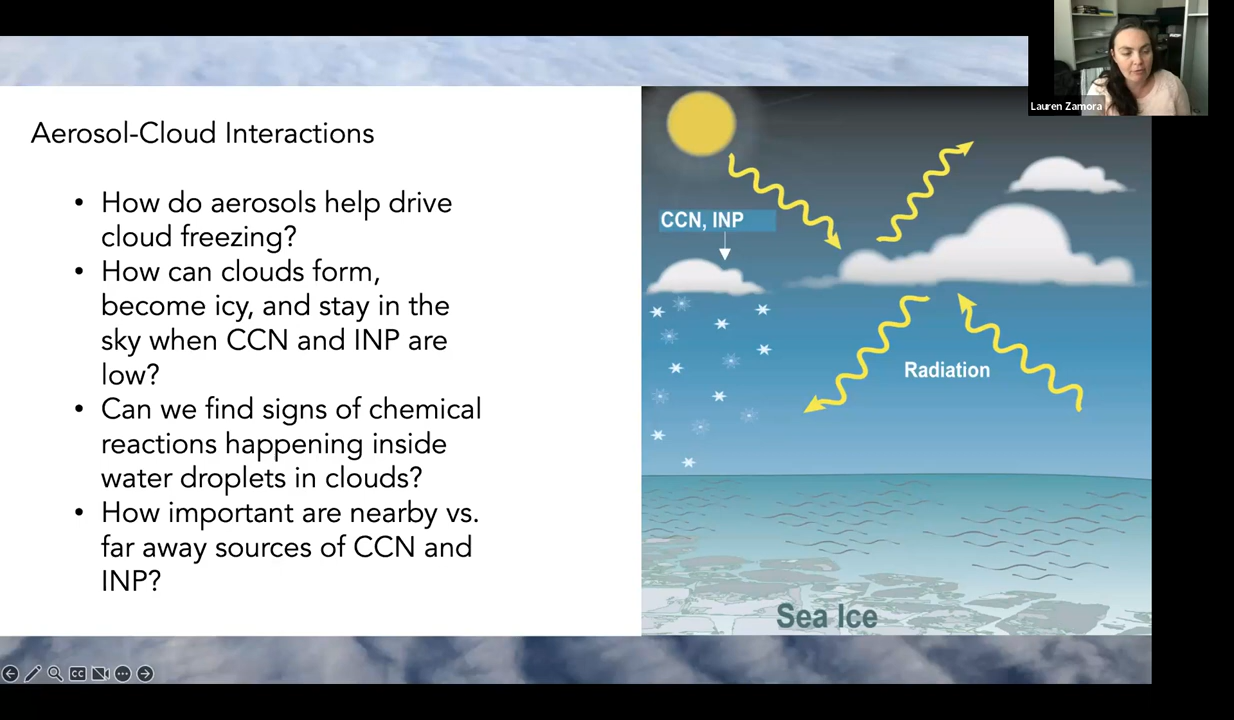 Lauren Zamora
Aerosol-Cloud Interactions
• How do aerosols help drive
cloud freezing?
• How can clouds form,
become icy, and stay in the
sky when CCN and INP are
low?
• Can we find signs of chemical
reactions happening inside
water droplets in clouds?
• How important are nearby vs.
far away sources of CCN and
INP?
CCN, INP
Radiation
Sea Ice
CC